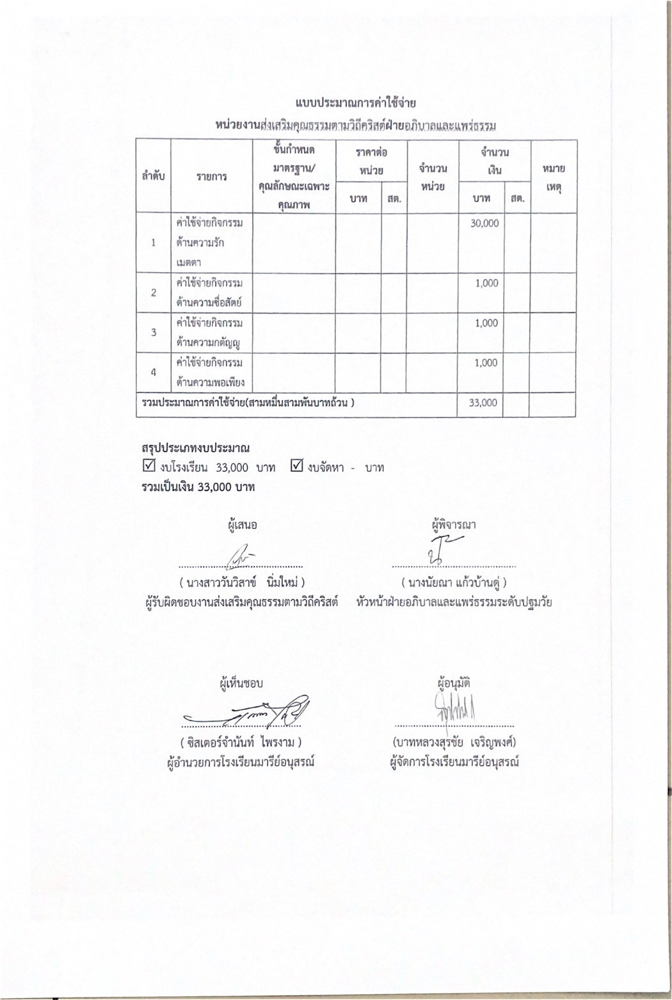 แบบประมาณการค่าใช้จ่าย
หน่วยงานส่งเสริมคุณธรรมตามวิถีคริสต์ฝ่ายอภิบาลและแพร่ธรรม
ลำดับ รายการ ขั้นกำหนด มาตรฐาน/ คุณลักษณะเฉพาะ คุณภาพ ราคาต่อ หน่วย จำนวน หน่วย จำนวน เงิน หมาย เหตุ
บาท สต. บาท สต.
1 ค่าใช้จ่ายกิจกรรม 30,000
ด้านความรัก
เมตตา
2 ค่าใช้จ่ายกิจกรรม 1,000
ด้านความซื่อสัตย์
3 ค่าใช้จ่ายกิจกรรม 1,000
ด้านความกตัญญู
4 ค่าใช้จ่ายกิจกรรม 1,000
ด้านความพอเพียง
รวมประมาณการค่าใช้จ่าย(สามหมื่นสามพันบาทถ้วน ) 33,000
สรุปประเภทงบประมาณ
☑ งบโรงเรียน 33,000 บาท ☑ งบจัดหา - บาท
รวมเป็นเงิน 33,000 บาท
ผู้เสนอ ผู้พิจารณา
( นางสาววันวิสาข์ นิ่มใหม่ ) ( นางนัยณา แก้วบ้านดู่ )
ผู้รับผิดชอบงานส่งเสริมคุณธรรมตามวิถีคริสต์ หัวหน้าฝ่ายอภิบาลและแพร่ธรรมระดับปฐมวัย
ผู้เห็นชอบ ผู้อนุมัติ
( ซิสเตอร์จำนันท์ ไพรงาม ) (บาทหลวงสุรชัย เจริญพงศ์)
ผู้อำนวยการโรงเรียนมารีย์อนุสรณ์ ผู้จัดการโรงเรียนมารีย์อนุสรณ์